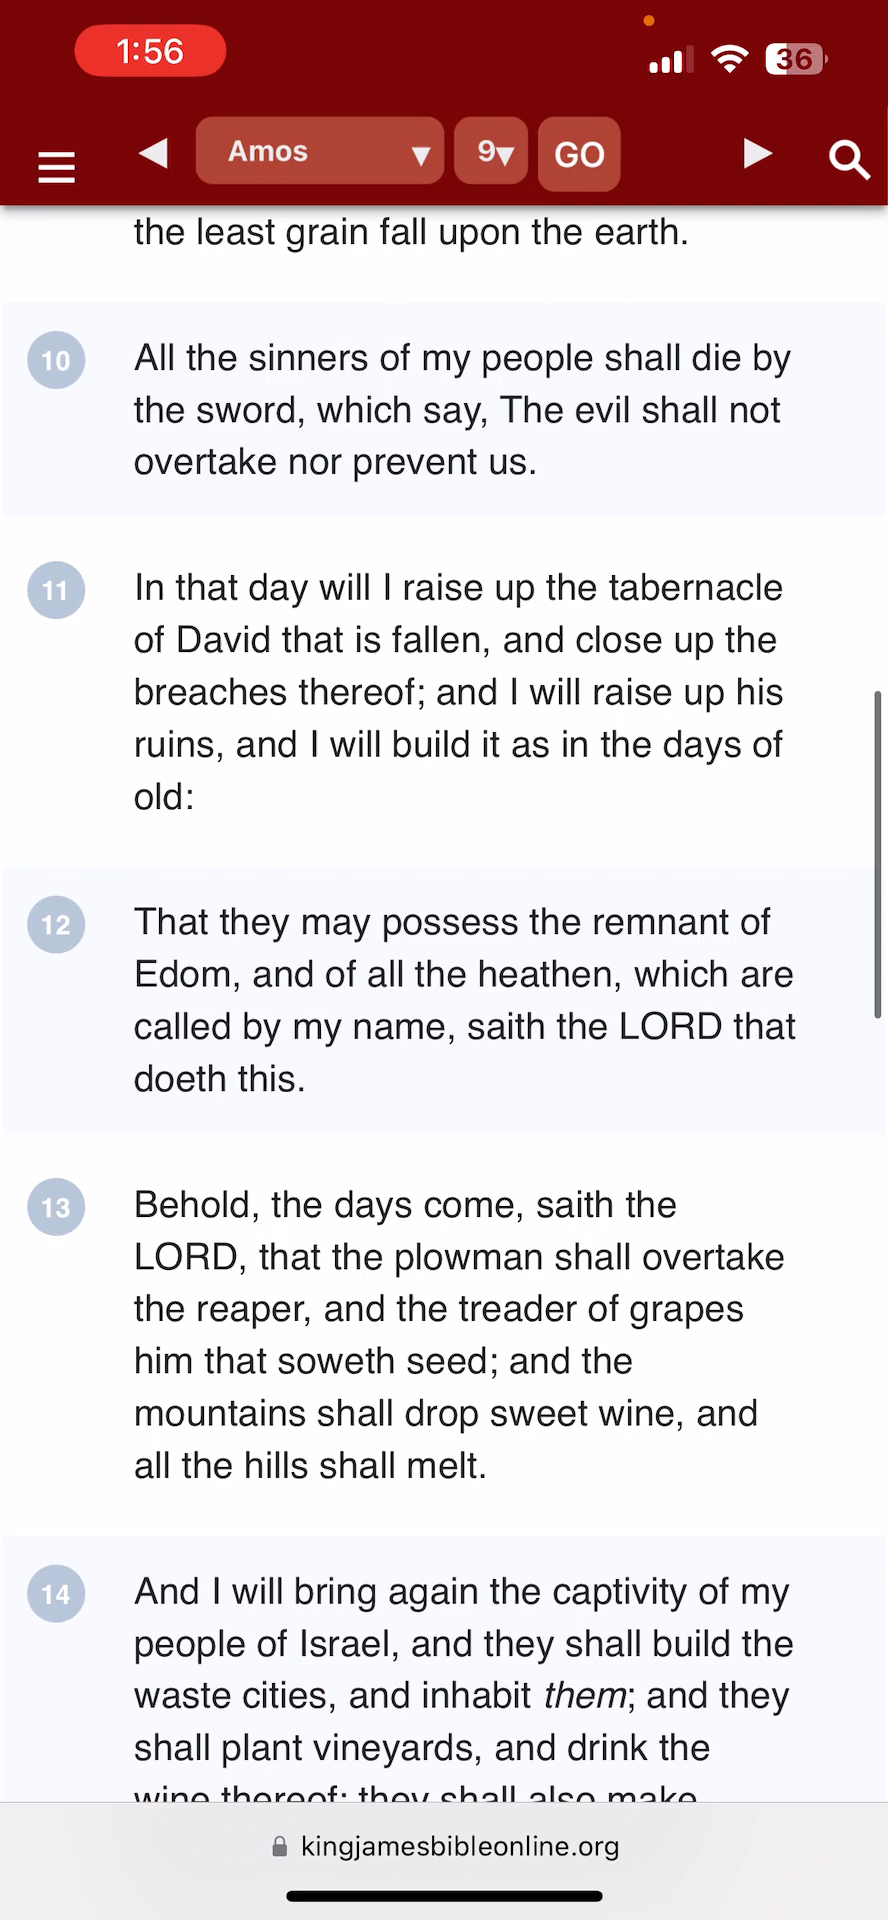 1:56
36
Amos 9 GO
the least grain fall upon the earth.
10 All the sinners of my people shall die by
the sword, which say, The evil shall not
overtake nor prevent us.
11 In that day will I raise up the tabernacle
of David that is fallen, and close up the
breaches thereof; and I will raise up his
ruins, and I will build it as in the days of
old:
12 That they may possess the remnant of
Edom, and of all the heathen, which are
called by my name, saith the LORD that
doeth this.
13 Behold, the days come, saith the
LORD, that the plowman shall overtake
the reaper, and the treader of grapes
him that soweth seed; and the
mountains shall drop sweet wine, and
all the hills shall melt.
14 And I will bring again the captivity of my
people of Israel, and they shall build the
waste cities, and inhabit them; and they
shall plant vineyards, and drink the
wine thereof; they shall also make
kingjamesbibleonline.org